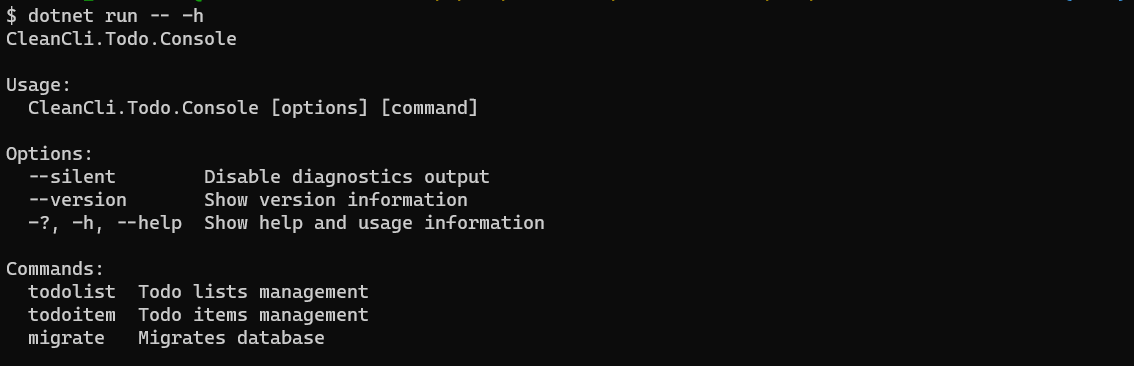 $ dotnet run -- -h
CleanCli.Todo.Console
Usage:
CleanCli.Todo.Console [options] [command]
Options:
--silent Disable diagnostics output
--version Show version information
-?, -h, --help Show help and usage information
Commands:
todolist Todo lists management
todoitem Todo items management
migrate Migrates database